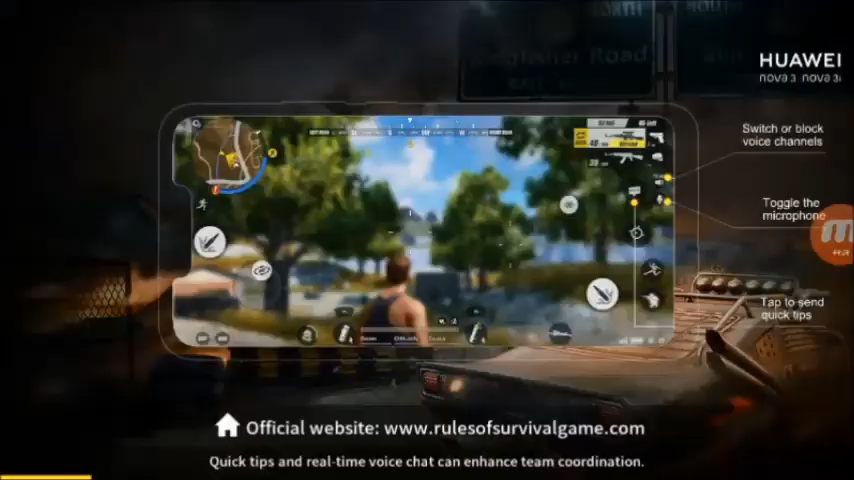 HUAWEI
nova 3 nova 3i
Switch or block
voice channels
Toggle the
microphone
Tap to send
quick tips
Official website: www.rulesofsurvivalgame.com
Quick tips and real-time voice chat can enhance team coordination.